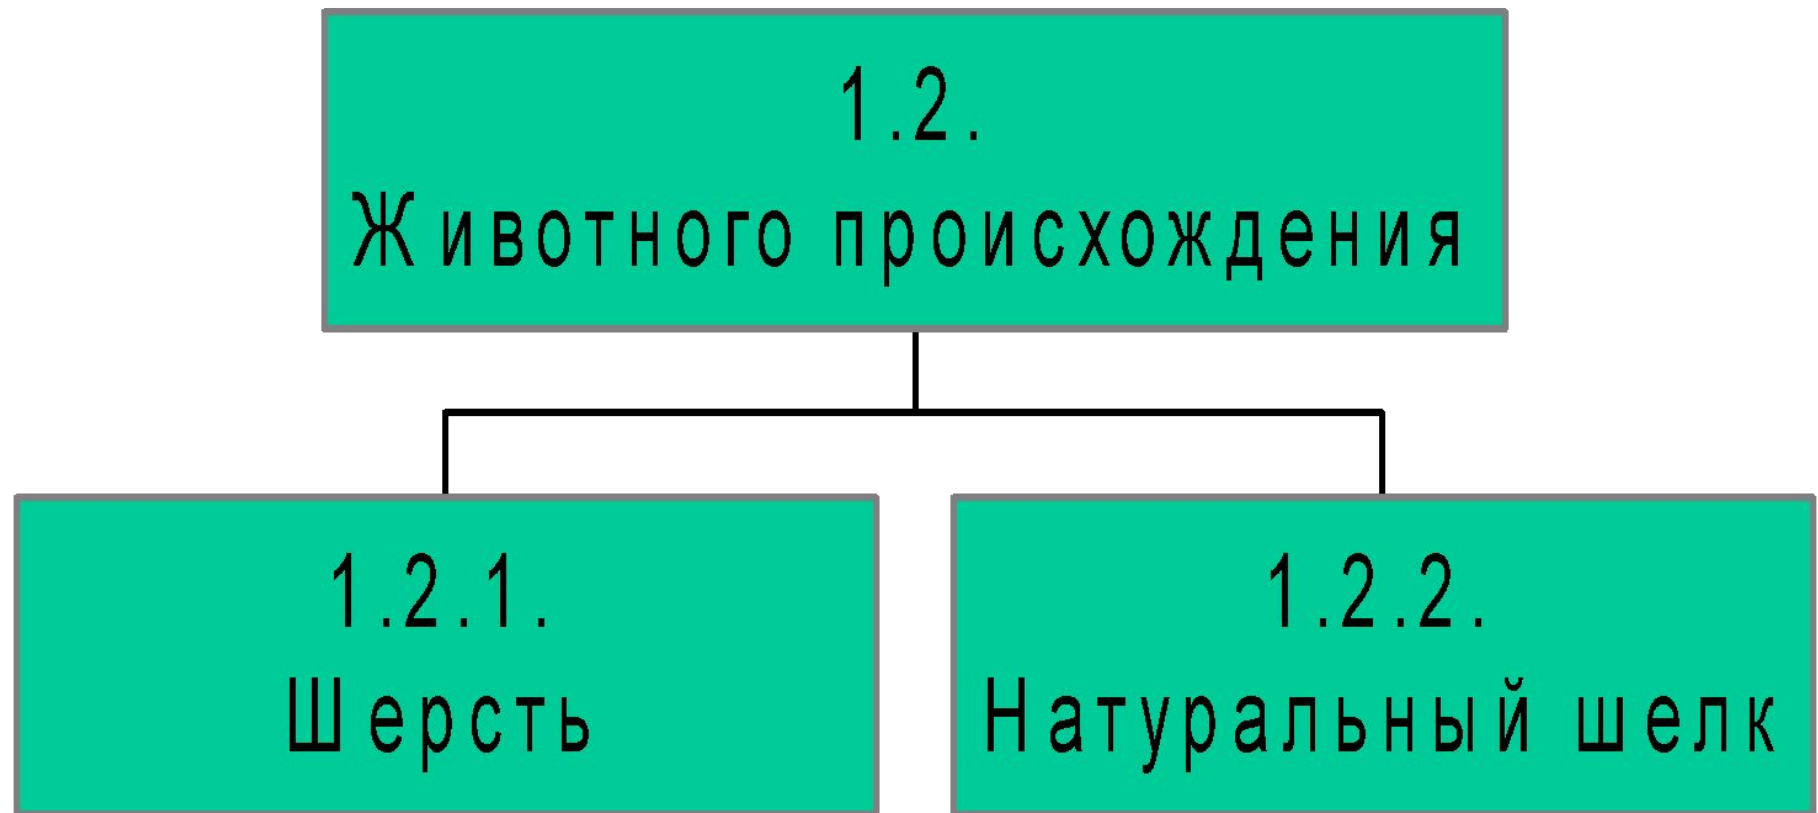 1.2.
Животного происхождения
1.2.1.
Шерсть
1.2.2.
Натуральный шелк